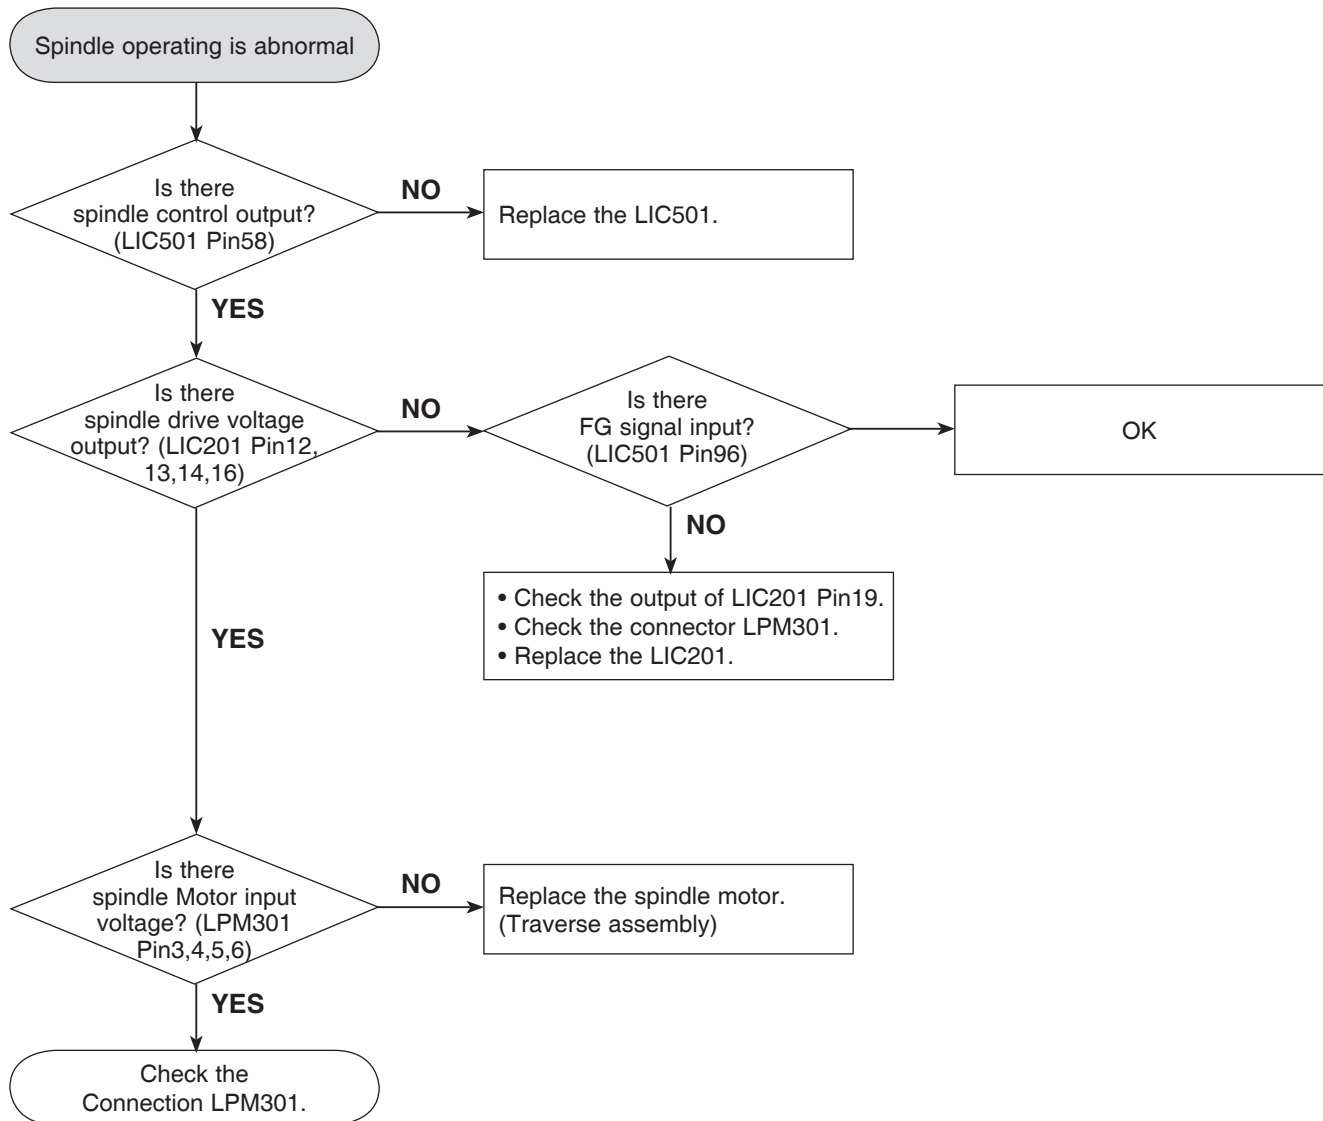 Spindle operating is abnormal
Is there
spindle control output?
(LIC501 Pin58)
NO
Replace the LIC501.
YES
Is there
spindle drive voltage
output? (LIC201 Pin12,
13,14,16)
NO
Is there
FG signal input?
(LIC501 Pin96)
OK
NO
• Check the output of LIC201 Pin19.
• Check the connector LPM301.
• Replace the LIC201.
YES
Is there
spindle Motor input
voltage? (LPM301
Pin3,4,5,6)
NO
Replace the spindle motor.
(Traverse assembly)
YES
Check the
Connection LPM301.